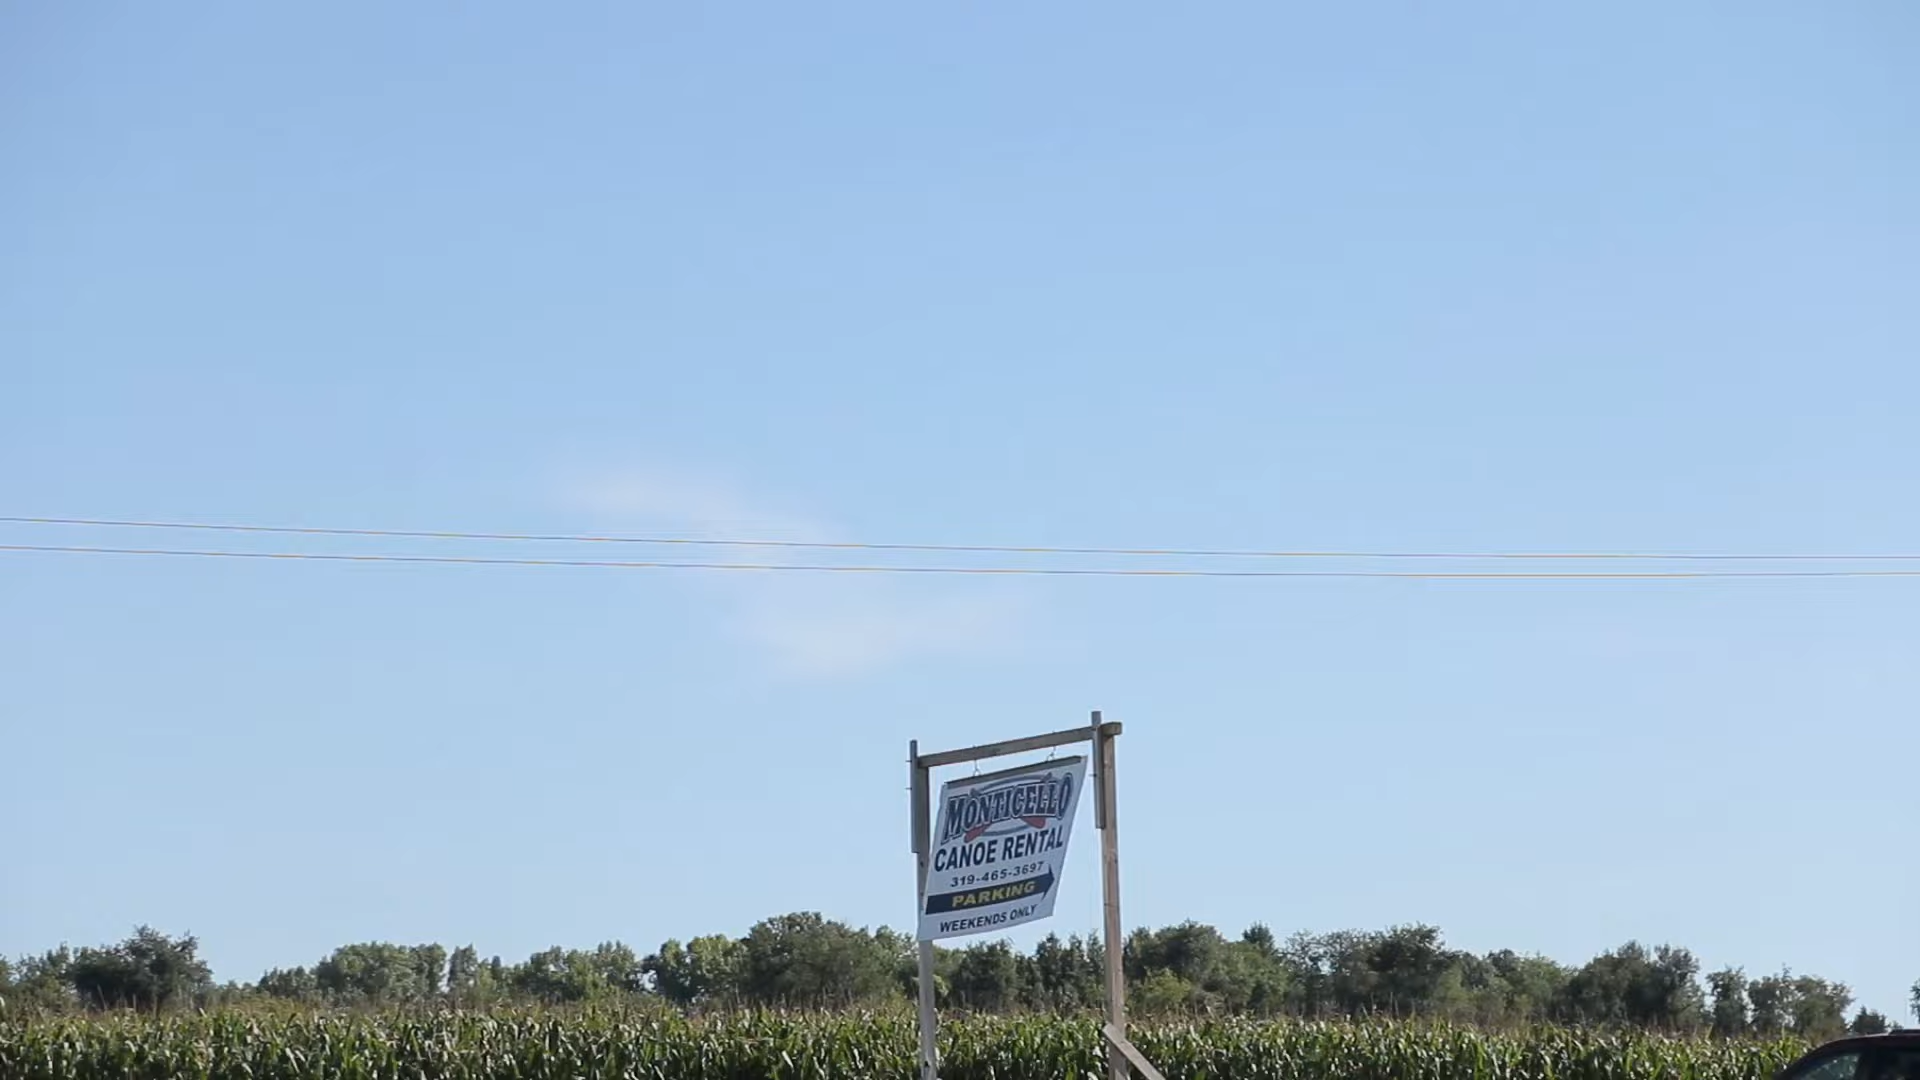 MONTICELLO
CANOE RENTAL
319-465-3697
PARKING
WEEKENDS ONLY